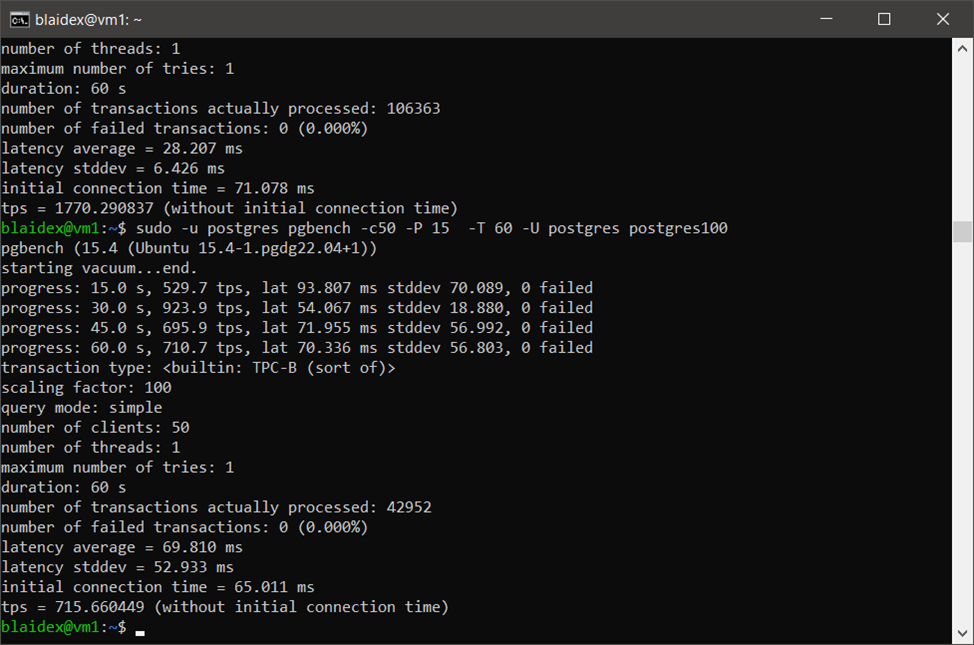 blaidex@vm1: ~
number of threads: 1
maximum number of tries: 1
duration: 60 s
number of transactions actually processed: 106363
number of failed transactions: 0 (0.000%)
latency average = 28.207 ms
latency stddev = 6.426 ms
initial connection time = 71.078 ms
tps = 1770.290837 (without initial connection time)
blaidex@vm1:~$ sudo -u postgres pgbench -c50 -P 15  -T 60 -U postgres postgres100
pgbench (15.4 (Ubuntu 15.4-1.pgdg22.04+1))
starting vacuum...end.
progress: 15.0 s, 529.7 tps, lat 93.807 ms stddev 70.089, 0 failed
progress: 30.0 s, 923.9 tps, lat 54.067 ms stddev 18.880, 0 failed
progress: 45.0 s, 695.9 tps, lat 71.955 ms stddev 56.992, 0 failed
progress: 60.0 s, 710.7 tps, lat 70.336 ms stddev 56.803, 0 failed
transaction type: <builtin: TPC-B (sort of)>
scaling factor: 100
query mode: simple
number of clients: 50
number of threads: 1
maximum number of tries: 1
duration: 60 s
number of transactions actually processed: 42952
number of failed transactions: 0 (0.000%)
latency average = 69.810 ms
latency stddev = 52.933 ms
initial connection time = 65.011 ms
tps = 715.660449 (without initial connection time)
blaidex@vm1:~$